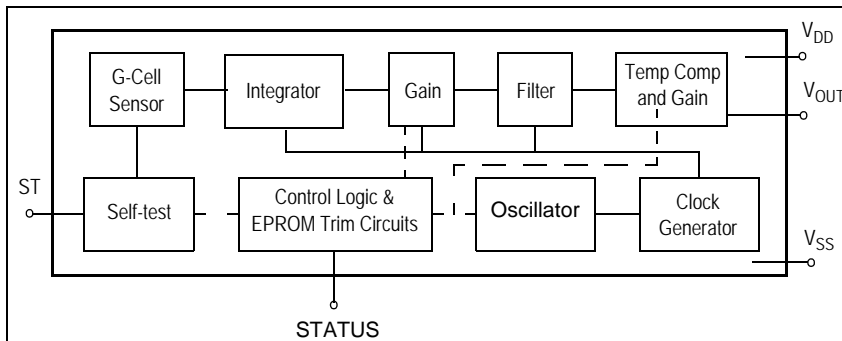 V_DD
G-Cell
Sensor
Integrator
Gain
Filter
Temp Comp
and Gain
V_OUT
ST
Self-test
Control Logic &
EPROM Trim Circuits
Oscillator
Clock
Generator
V_SS
STATUS